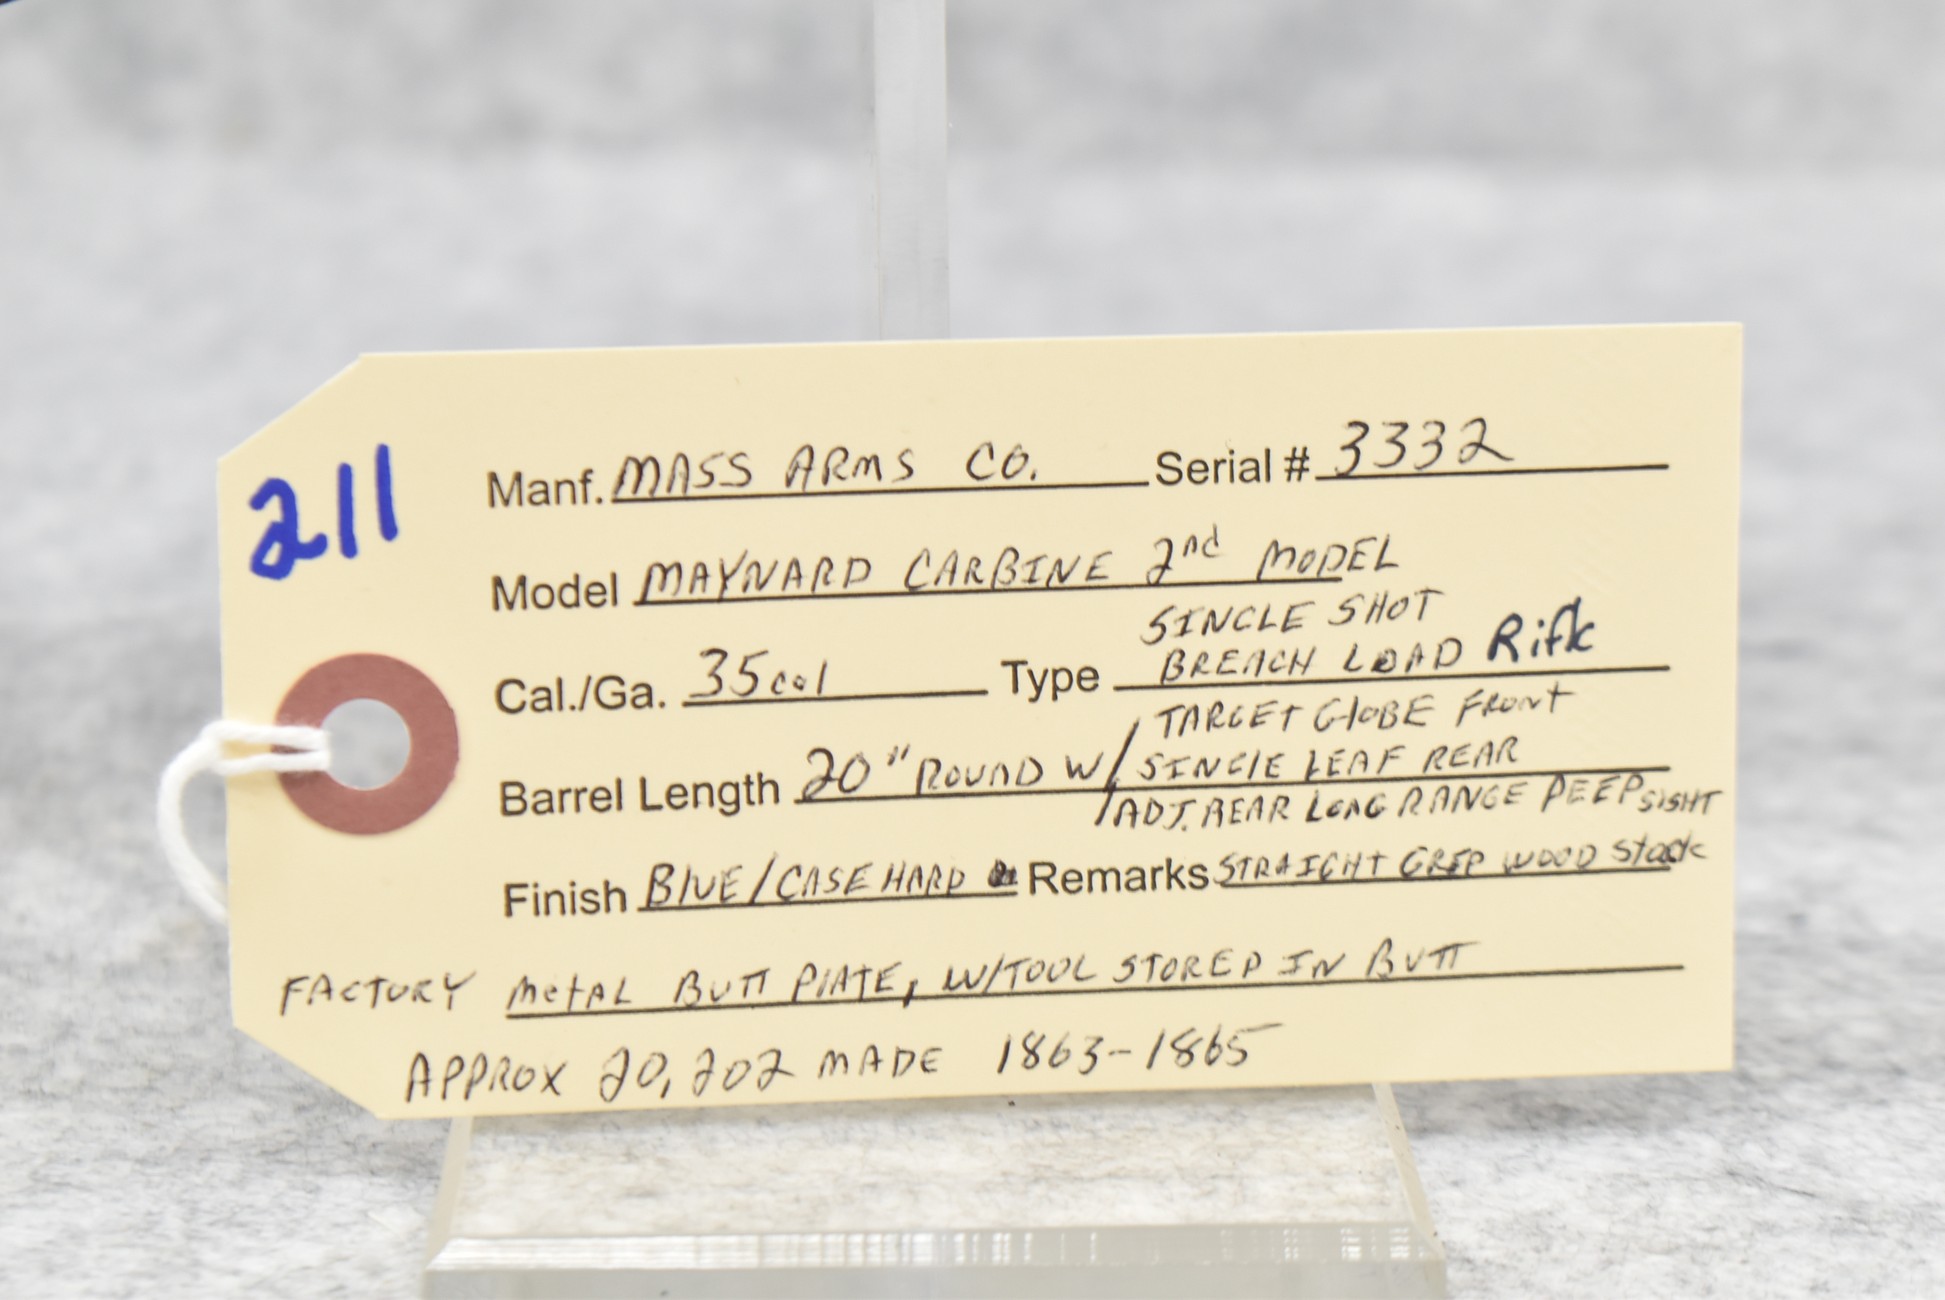 211
Manf. MASS ARMS CO. Serial # 3332
Model MAYNARD CARBINE 2nd MODEL
SINGLE SHOT
Cal./Ga. 35 cal Type BREACH LOAD Rifle
TARGET GlOBE FRONT
Barrel Length 20" ROUND W/ SINGlE LEAF REAR
/ADJ. REAR LONG RANGE PEEP SIGHT
Finish BlUE/CASE HARD Remarks STRAIGHT GRIP WOOD Stock
FACTORY MetAL BUTT PlATE, W/TOOL STORED IN BUTT
APPROX 20,202 MADE 1863-1865